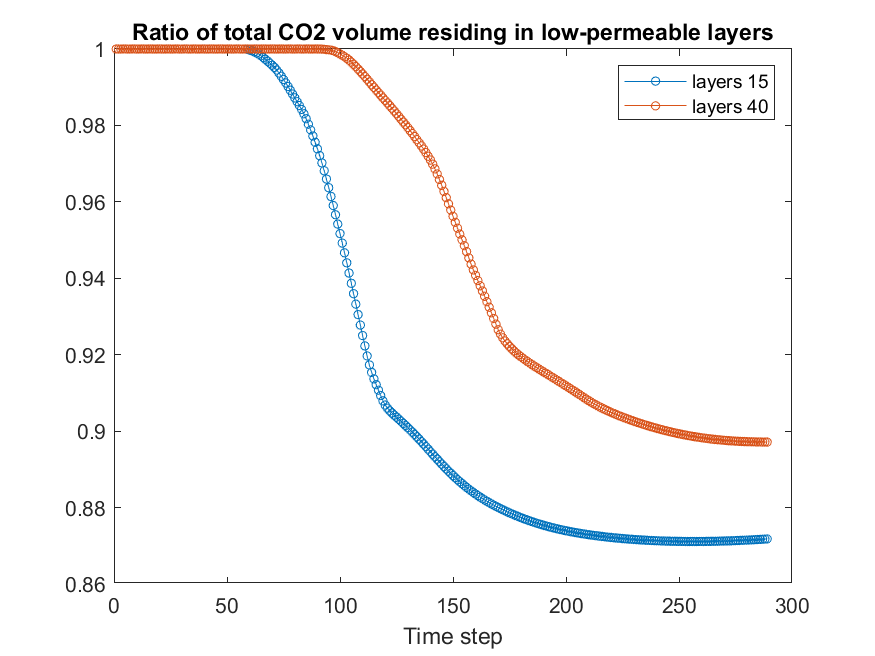 Ratio of total CO2 volume residing in low-permeable layers
layers 15
layers 40
1
0.98
0.96
0.94
0.92
0.9
0.88
0.86
0 50 100 150 200 250 300
Time step